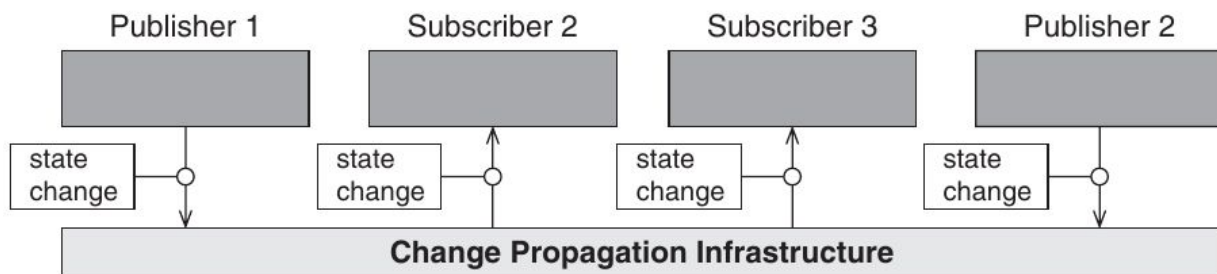 Publisher 1
Subscriber 2
Subscriber 3
Publisher 2
state
change
state
change
state
change
state
change
Change Propagation Infrastructure